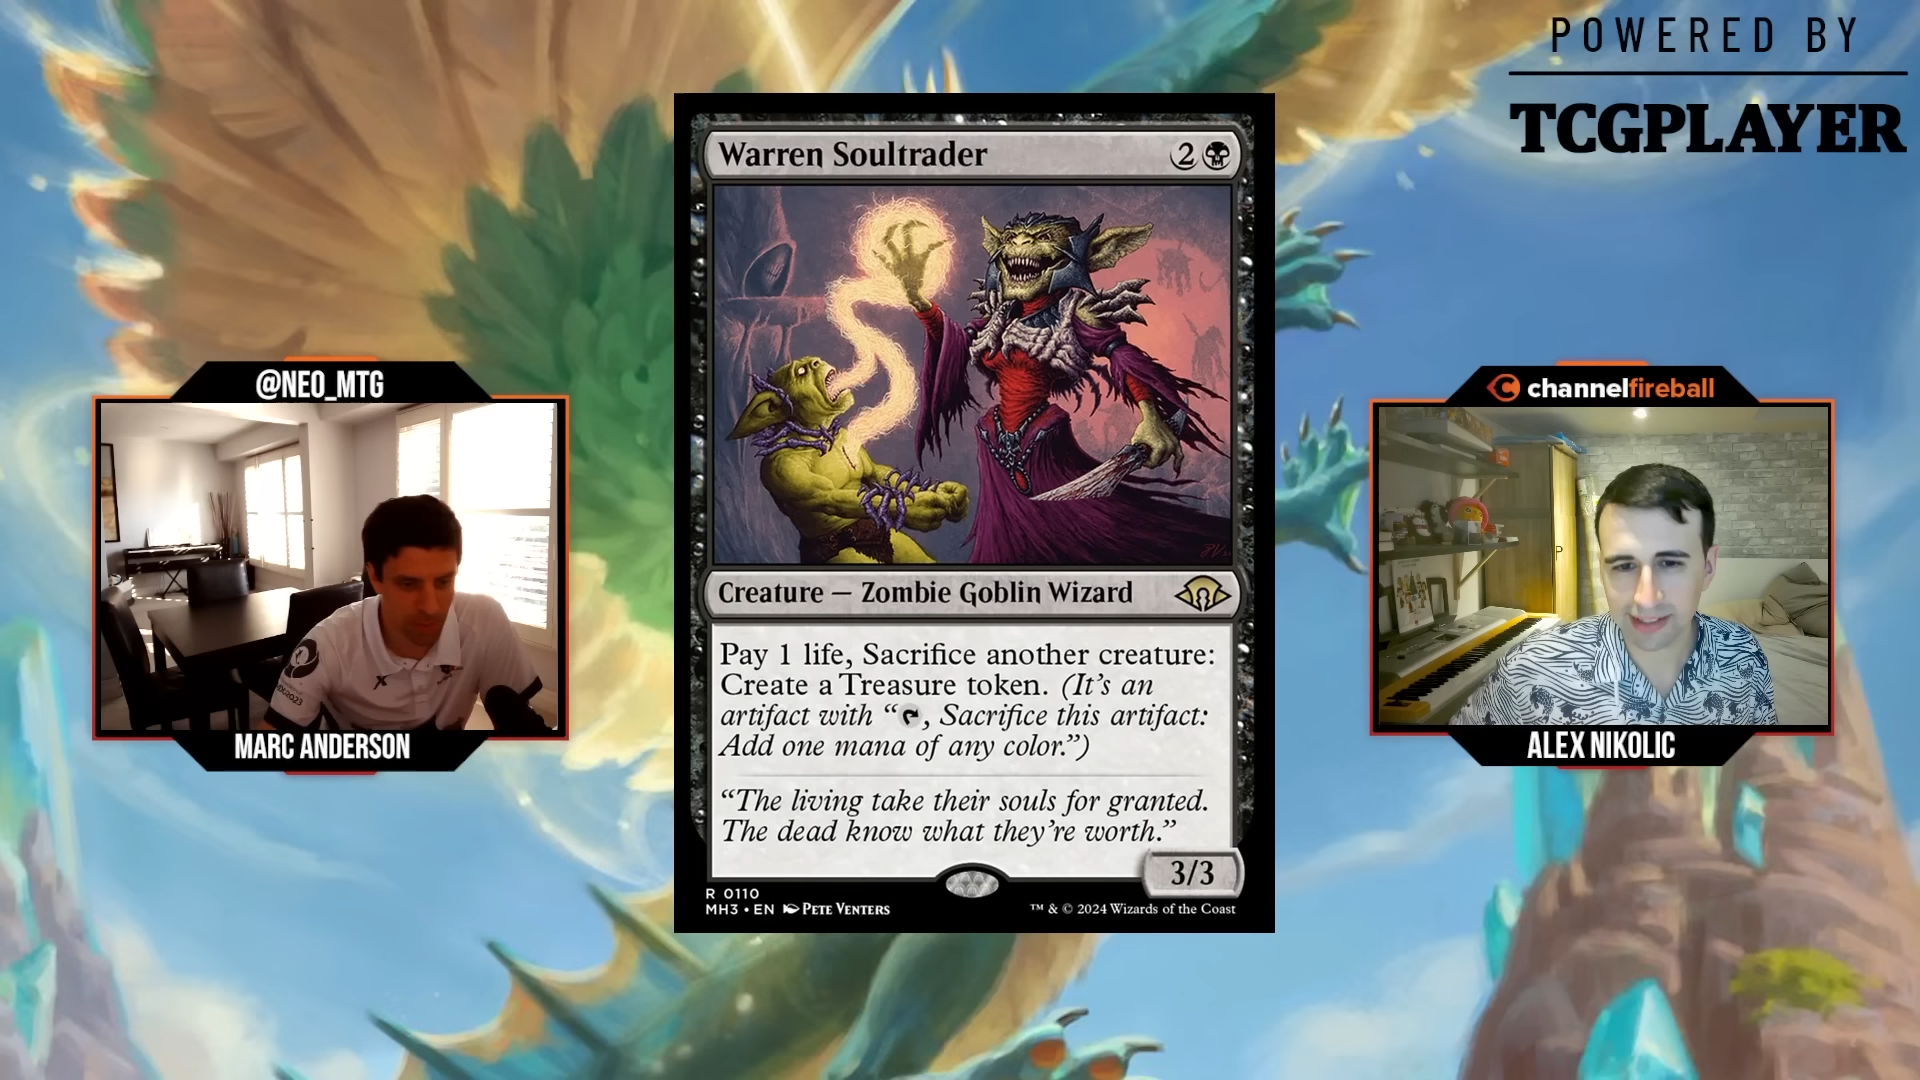 POWERED BY
TCGPLAYER
Warren Soultrader 2
@NEO_MTG
channelfireball
Creature — Zombie Goblin Wizard
Pay 1 life, Sacrifice another creature:
Create a Treasure token. (It's an
artifact with “, Sacrifice this artifact:
Add one mana of any color.”)
“The living take their souls for granted.
The dead know what they're worth.”
3/3
R 0110
MH3 • EN PETE VENTERS
™ & © 2024 Wizards of the Coast
MARC ANDERSON
ALEX NIKOLIC